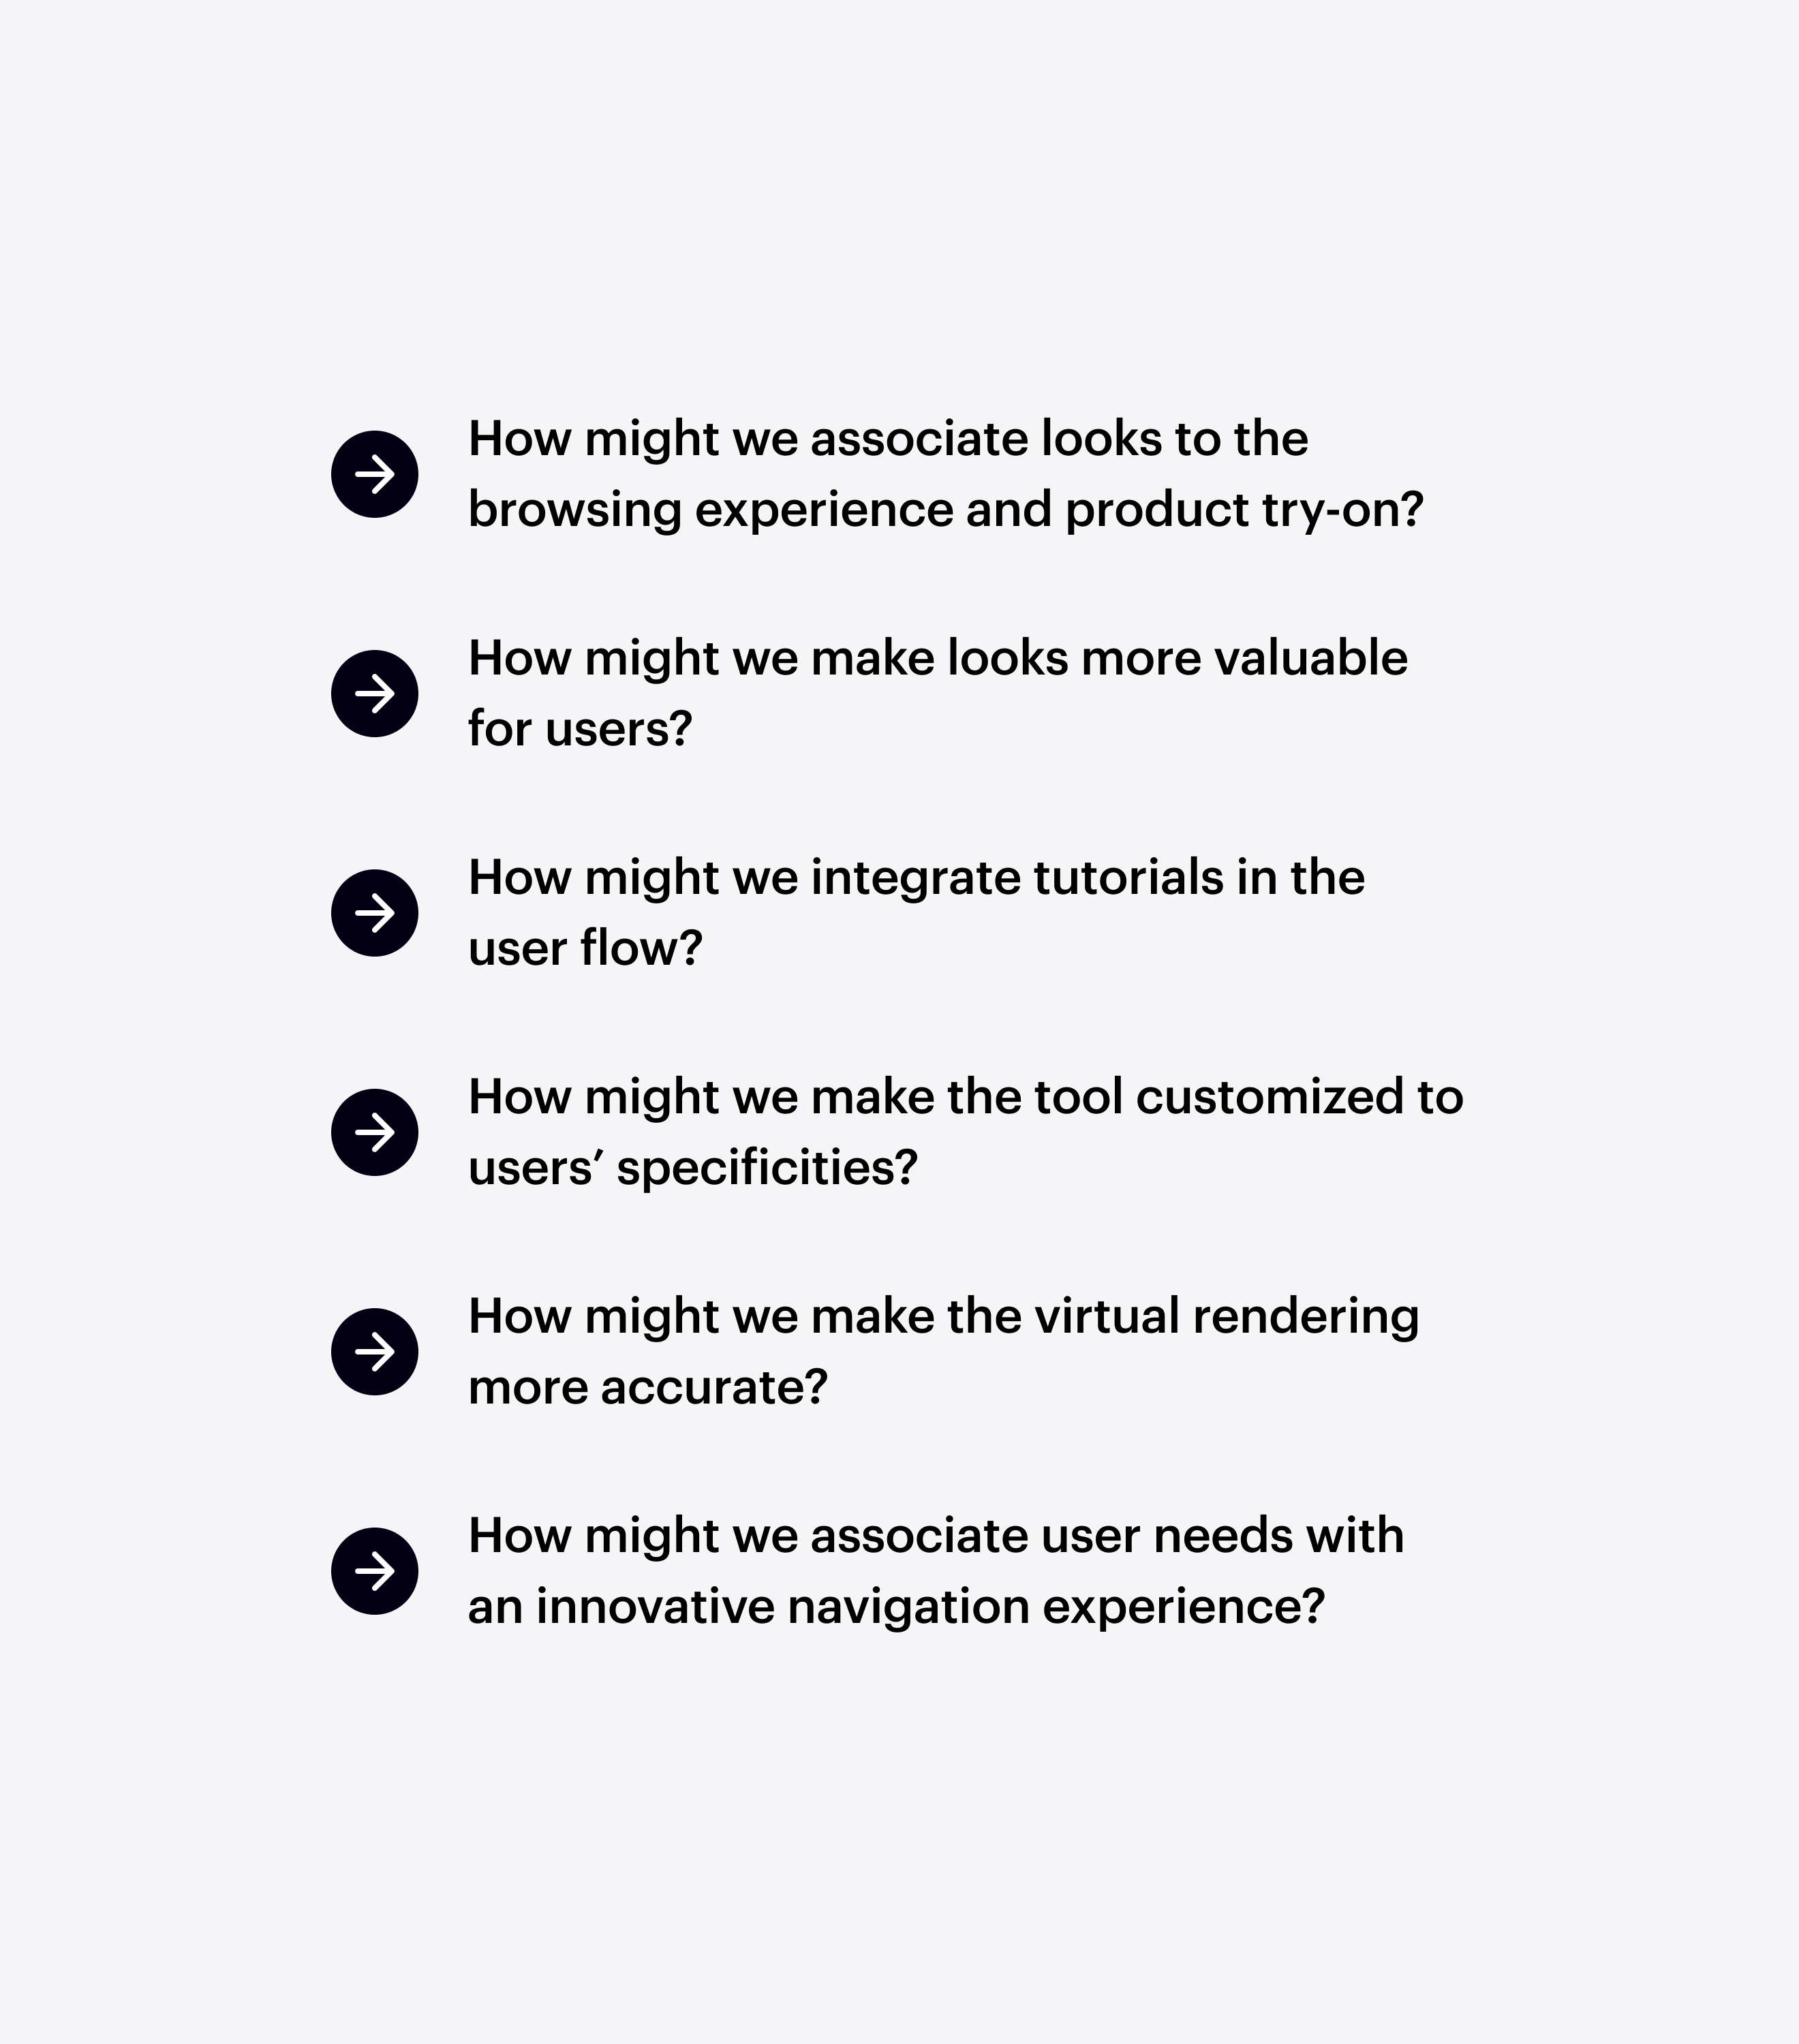 How might we associate looks to the
browsing experience and product try-on?
How might we make looks more valuable
for users?
How might we integrate tutorials in the
user flow?
How might we make the tool customized to
users’ specificities?
How might we make the virtual rendering
more accurate?
How might we associate user needs with
an innovative navigation experience?